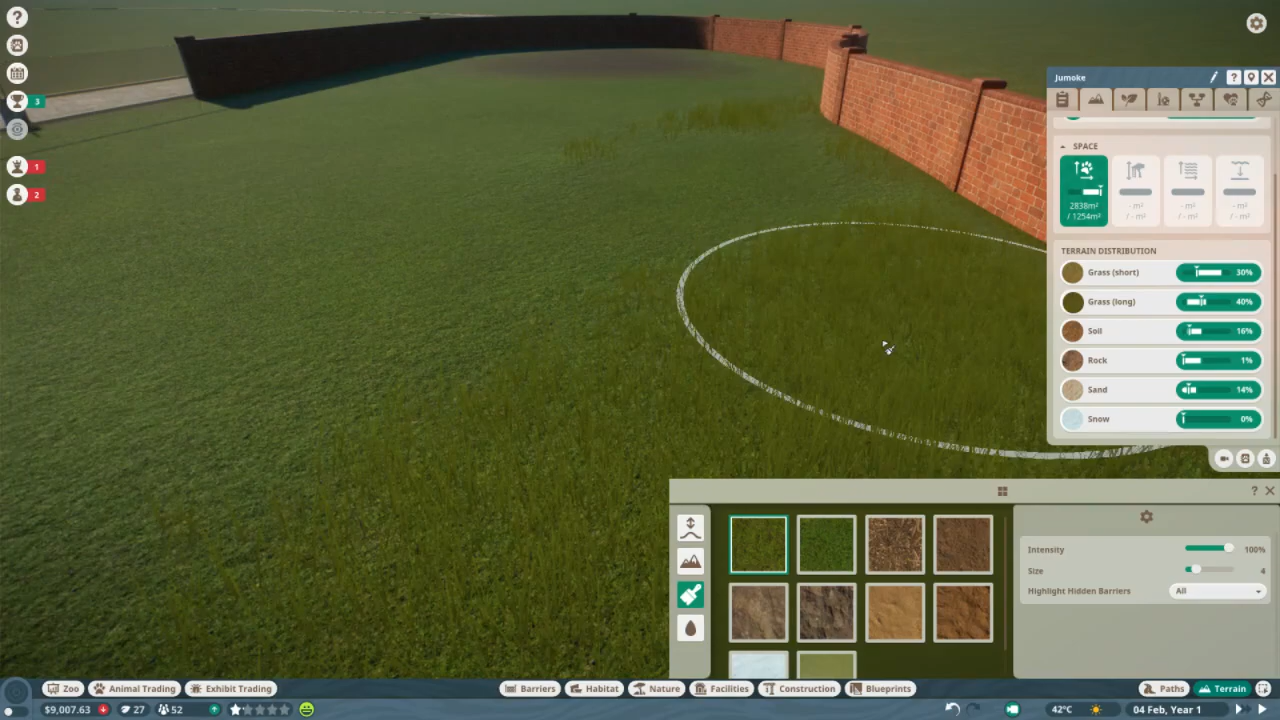 ?
3
1
2
Jumoke
?
SPACE
2838m²
/ 1254m²
- m²
/ - m²
- m²
/ - m²
- m²
/ - m²
TERRAIN DISTRIBUTION
Grass (short) 30%
Grass (long) 40%
Soil 16%
Rock 1%
Sand 14%
Snow 0%
?
Intensity 100%
Size 4
Highlight Hidden Barriers All
Zoo Animal Trading Exhibit Trading Barriers Habitat Nature Facilities Construction Blueprints Paths Terrain
$9,007.63 27 52 42°C 04 Feb, Year 1